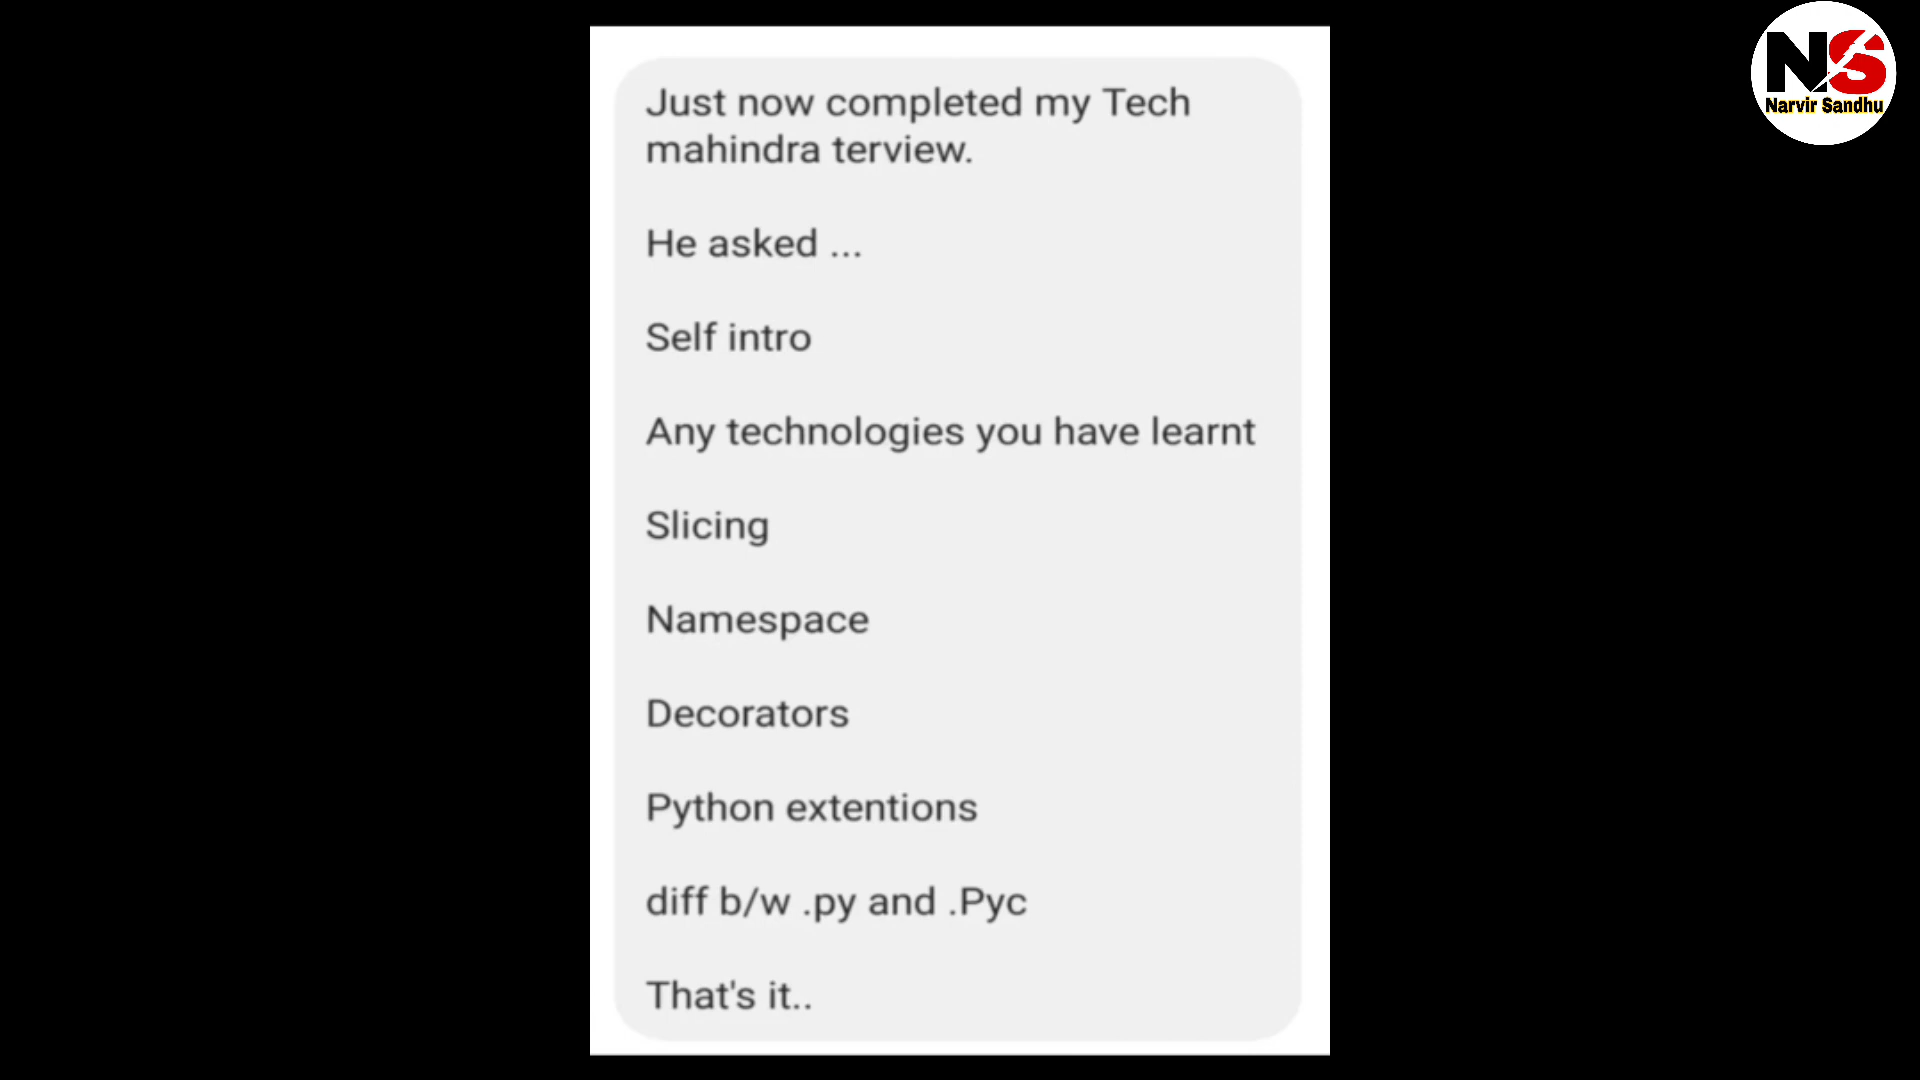 Just now completed my Tech
mahindra terview.
He asked ...
Self intro
Any technologies you have learnt
Slicing
Namespace
Decorators
Python extentions
diff b/w .py and .Pyc
That's it..
NS
Narvir Sandhu